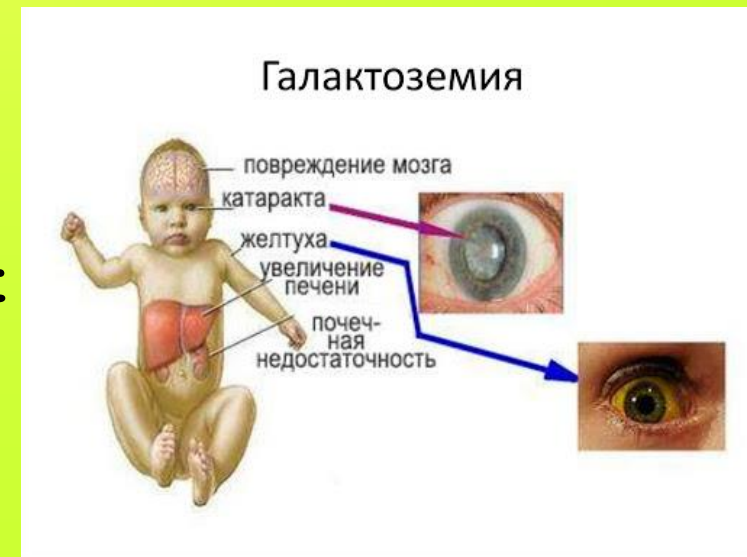 Галактоземия
повреждение мозга
катаракта
желтуха
увеличение
печени
почеч-
ная
недостаточность
: